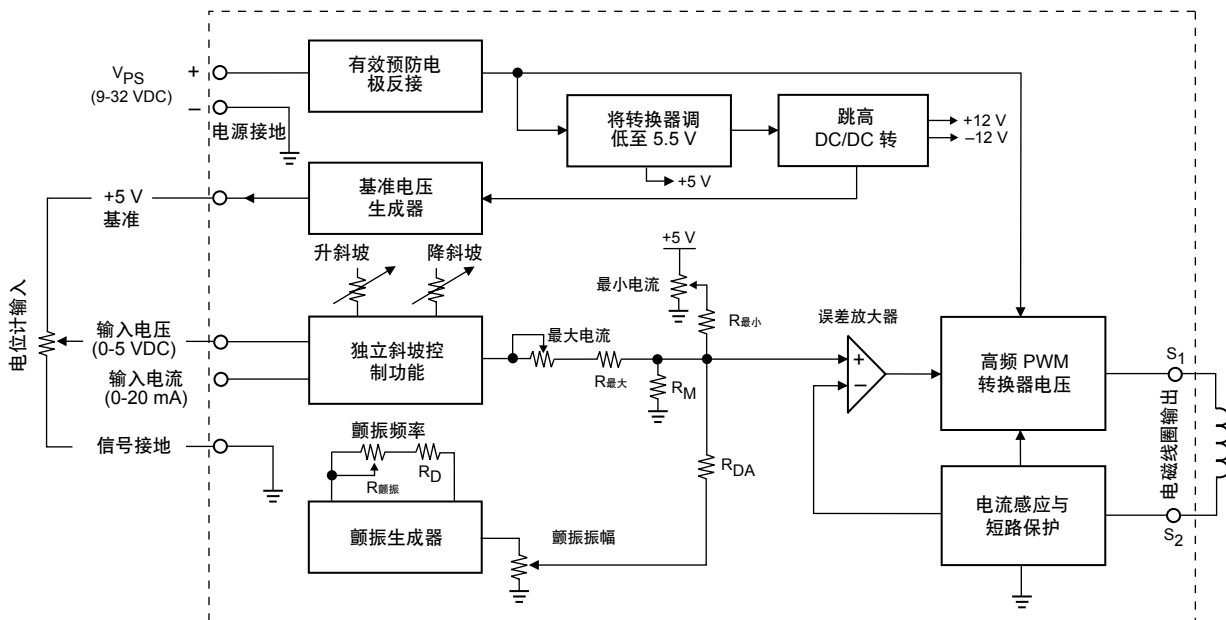 VPS
(9-32 VDC)
+
−
电源接地
有效预防电
极反接
将转换器调
低至 5.5 V
+5 V
跳高
DC/DC 转
+12 V
–12 V
+5 V
基准
基准电压
生成器
升斜坡
降斜坡
+5 V
最小电流
R最小
电位计输入
输入电压
(0-5 VDC)
输入电流
(0-20 mA)
独立斜坡控
制功能
最大电流
R最大
RM
误差放大器
+
−
高频 PWM
转换器电压
S1
电磁线圈输出
S2
信号接地
颤振频率
RD
R颤振
RDA
颤振生成器
颤振振幅
电流感应与
短路保护